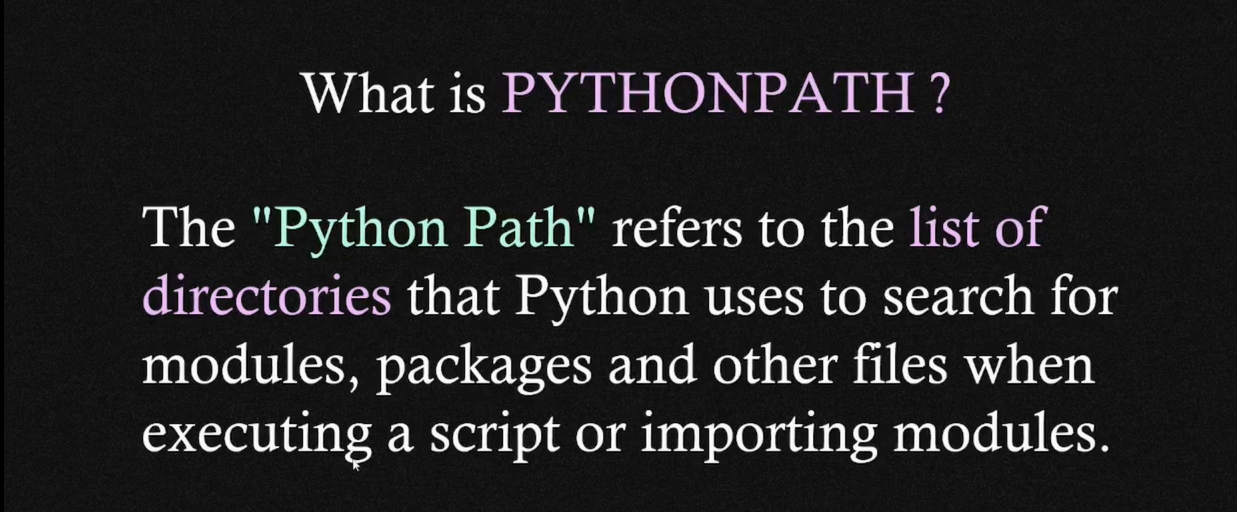 What is PYTHONPATH ?
The "Python Path" refers to the list of
directories that Python uses to search for
modules, packages and other files when
executing a script or importing modules.